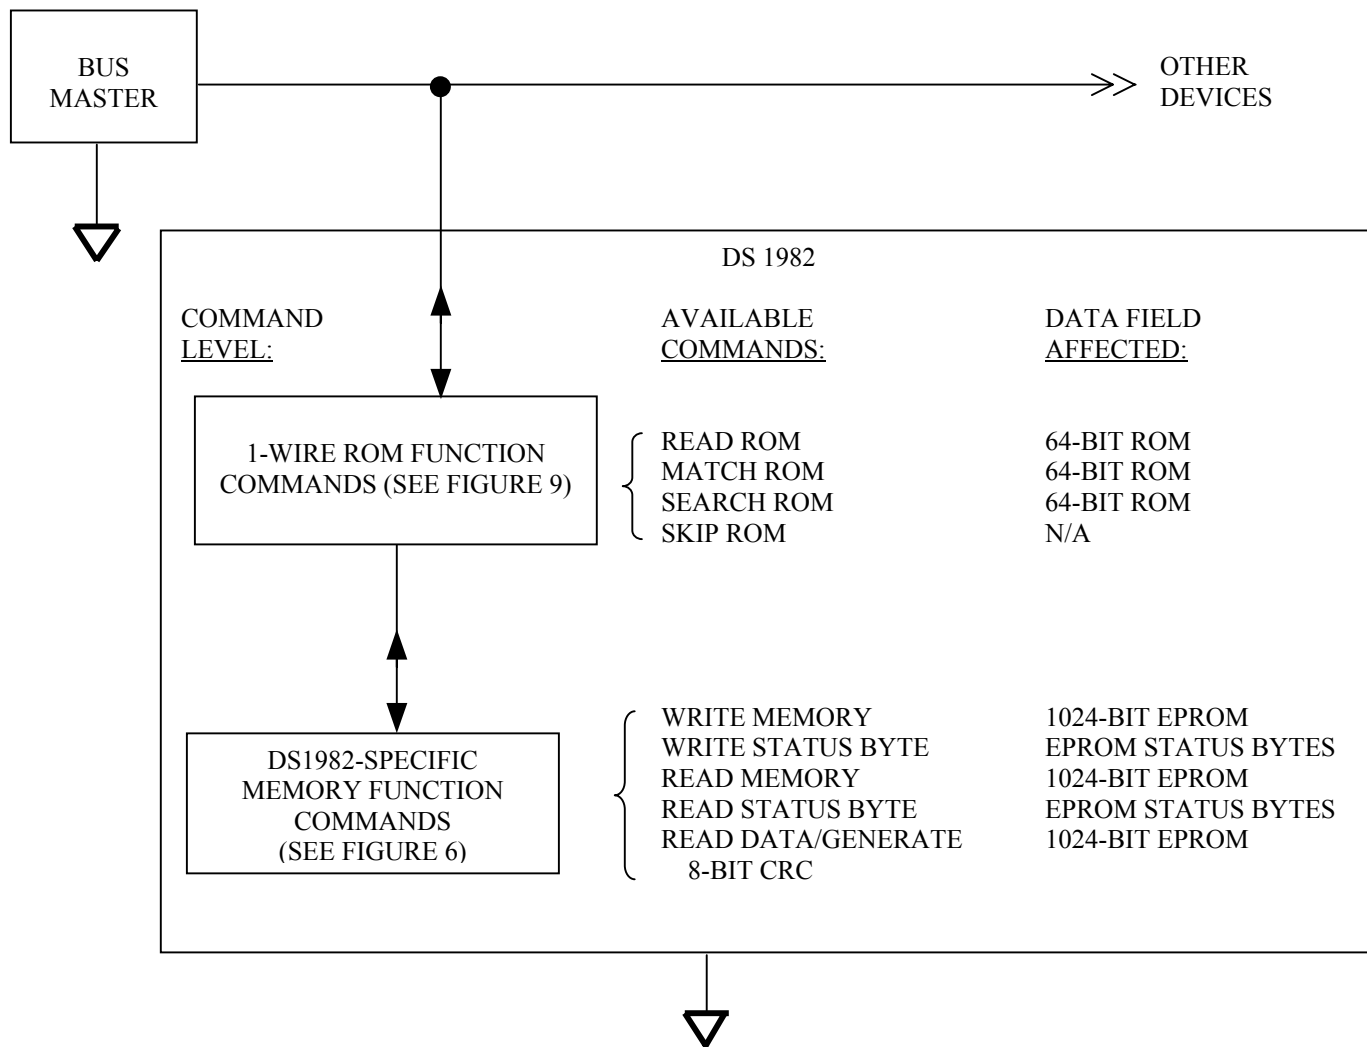 BUS
MASTER
OTHER
DEVICES
DS 1982
COMMAND
LEVEL:
AVAILABLE
COMMANDS:
DATA FIELD
AFFECTED:
1-WIRE ROM FUNCTION
COMMANDS (SEE FIGURE 9)
READ ROM 64-BIT ROM
MATCH ROM 64-BIT ROM
SEARCH ROM 64-BIT ROM
SKIP ROM N/A
DS1982-SPECIFIC
MEMORY FUNCTION
COMMANDS
(SEE FIGURE 6)
WRITE MEMORY 1024-BIT EPROM
WRITE STATUS BYTE EPROM STATUS BYTES
READ MEMORY 1024-BIT EPROM
READ STATUS BYTE EPROM STATUS BYTES
READ DATA/GENERATE 1024-BIT EPROM
8-BIT CRC